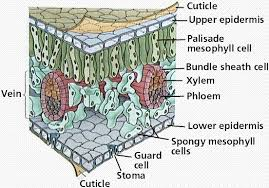 Cuticle
Upper epidermis
Palisade
mesophyll cell
Bundle sheath cell
Xylem
Phloem
Vein
Lower epidermis
Spongy mesophyll
cells
Guard
cell
Stoma
Cuticle